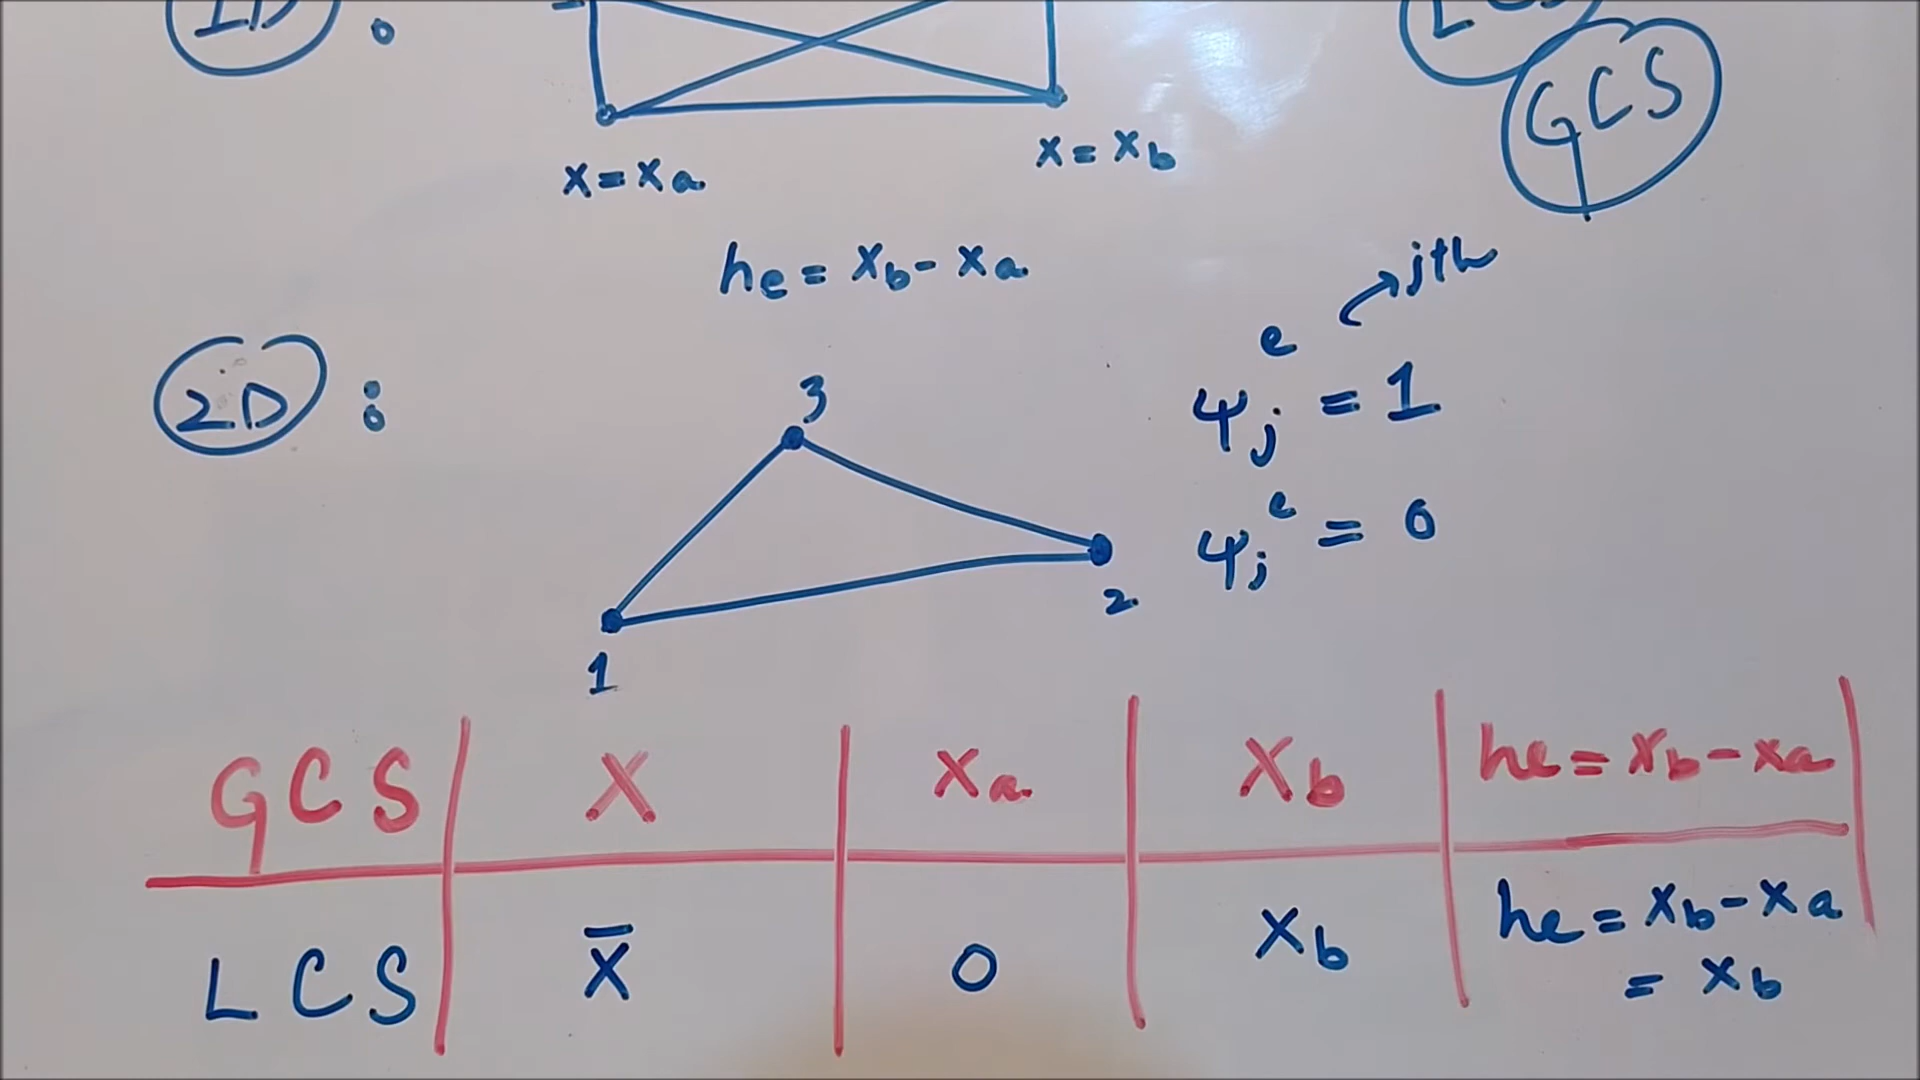 1D :
GCS
x = xa
x = xb
he = xb - xa
jth
2D :
3
ψj^e = 1
ψj^e = 0
2
1
GCS | X | Xa | Xb | he = xb - xa
LCS | x̄ | 0 | xb | he = xb - xa
= xb